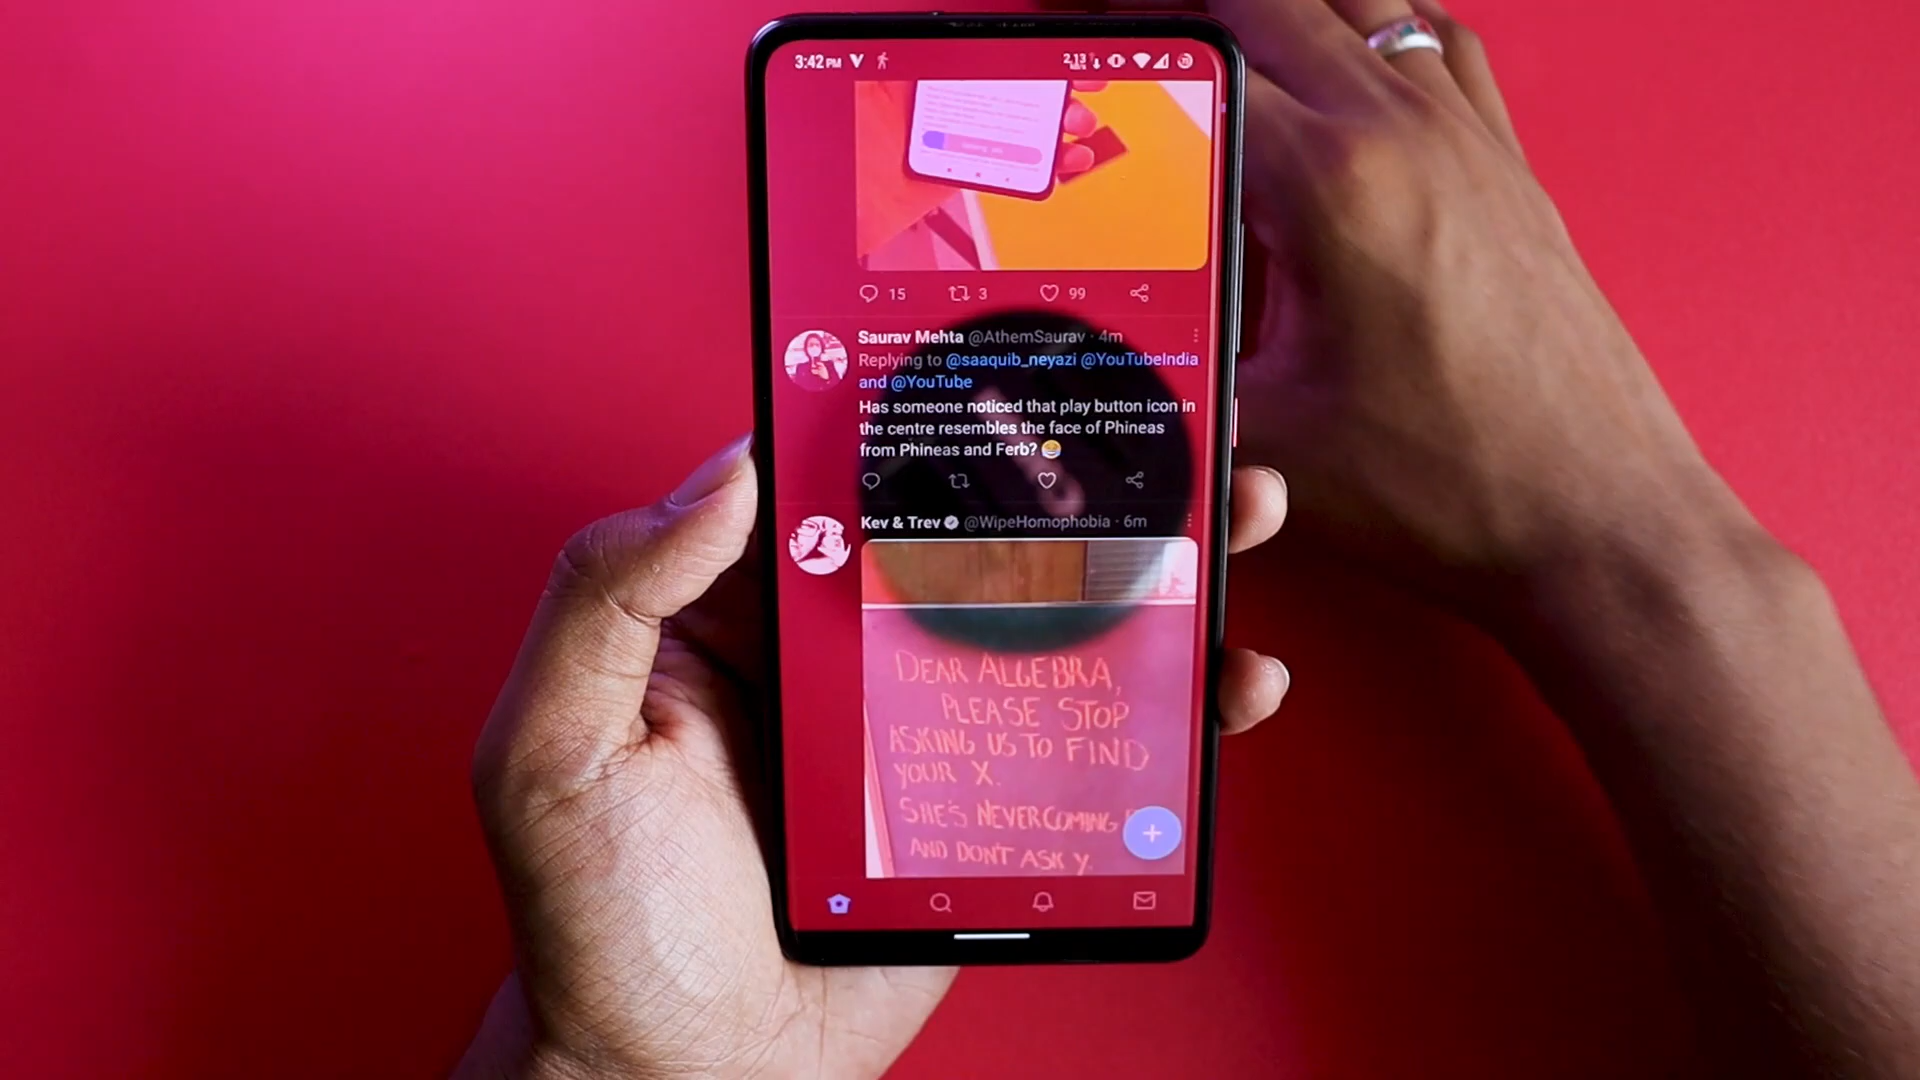 3:42 PM
2.13
15 3 99
Saurav Mehta @AthemSaurav · 4m
Replying to @saaquib_neyazi @YouTubeIndia
and @YouTube
Has someone noticed that play button icon in
the centre resembles the face of Phineas
from Phineas and Ferb? 😂
Kev & Trev @WipeHomophobia · 6m
DEAR ALGEBRA,
PLEASE STOP
ASKING US TO FIND
YOUR X.
SHE'S NEVER COMING
AND DON'T ASK Y.